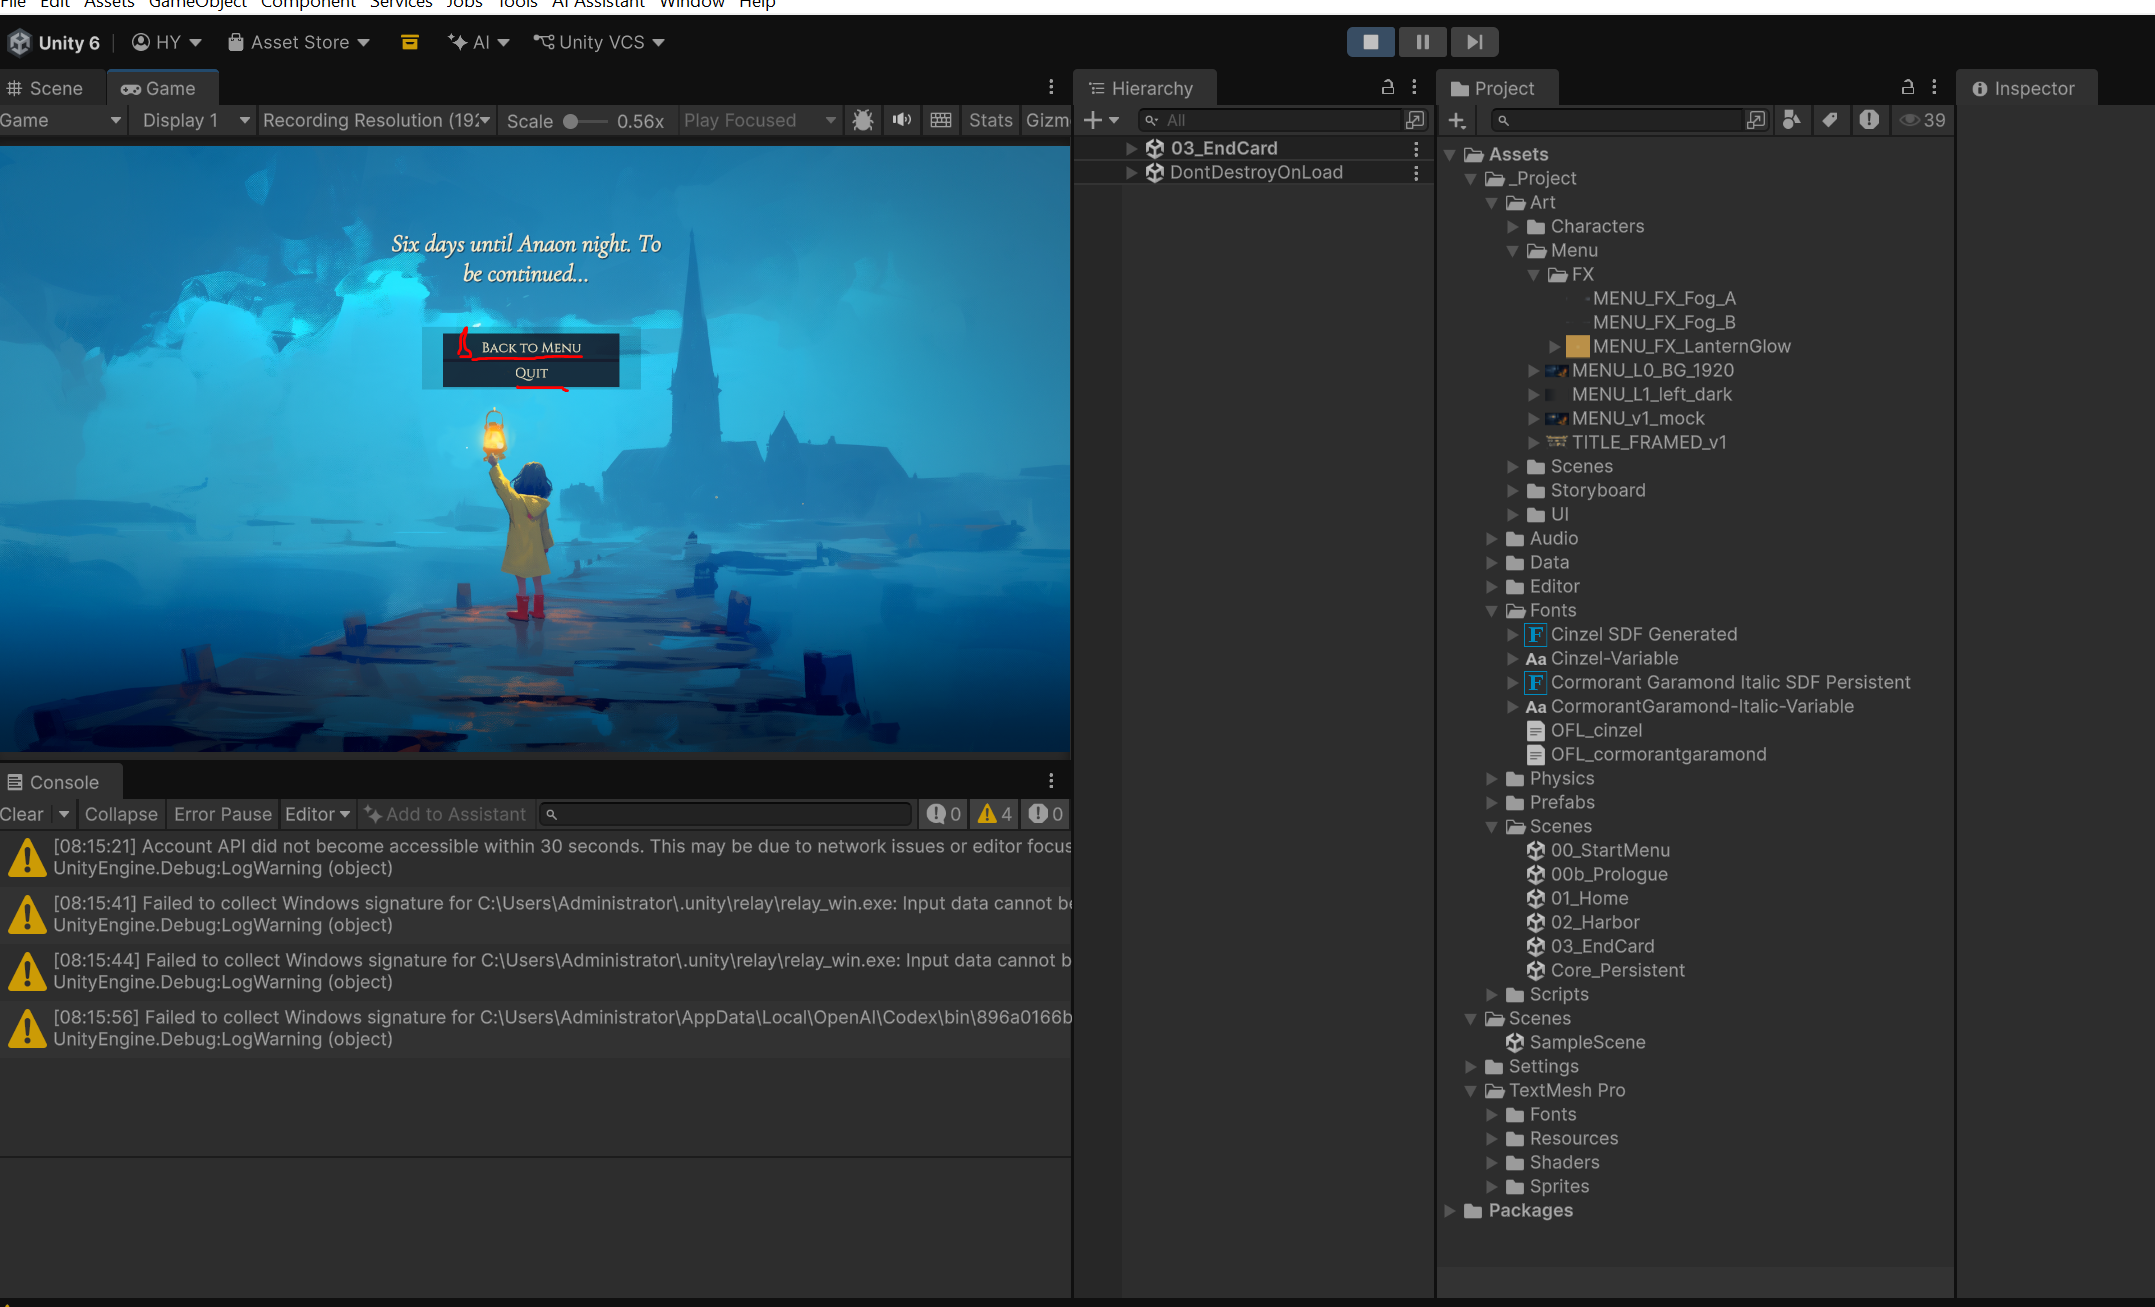 File Edit Assets GameObject Component Services Jobs Tools AI Assistant Window Help
Unity 6 HY Asset Store AI Unity VCS
Scene Game
Game Display 1 Recording Resolution (192 Scale 0.56x Play Focused Stats Gizm
Six days until Anaon night. To
be continued...
Back to Menu
Quit
Console
Clear Collapse Error Pause Editor Add to Assistant 0 4 0
[08:15:21] Account API did not become accessible within 30 seconds. This may be due to network issues or editor focus
UnityEngine.Debug:LogWarning (object)
[08:15:41] Failed to collect Windows signature for C:\Users\Administrator\.unity\relay\relay_win.exe: Input data cannot be
UnityEngine.Debug:LogWarning (object)
[08:15:44] Failed to collect Windows signature for C:\Users\Administrator\.unity\relay\relay_win.exe: Input data cannot b
UnityEngine.Debug:LogWarning (object)
[08:15:56] Failed to collect Windows signature for C:\Users\Administrator\AppData\Local\OpenAI\Codex\bin\896a0166b
UnityEngine.Debug:LogWarning (object)
Hierarchy
All
03_EndCard
DontDestroyOnLoad
Project
39
Assets
_Project
Art
Characters
Menu
FX
MENU_FX_Fog_A
MENU_FX_Fog_B
MENU_FX_LanternGlow
MENU_L0_BG_1920
MENU_L1_left_dark
MENU_v1_mock
TITLE_FRAMED_v1
Scenes
Storyboard
UI
Audio
Data
Editor
Fonts
Cinzel SDF Generated
Aa Cinzel-Variable
Cormorant Garamond Italic SDF Persistent
Aa CormorantGaramond-Italic-Variable
OFL_cinzel
OFL_cormorantgaramond
Physics
Prefabs
Scenes
00_StartMenu
00b_Prologue
01_Home
02_Harbor
03_EndCard
Core_Persistent
Scripts
Scenes
SampleScene
Settings
TextMesh Pro
Fonts
Resources
Shaders
Sprites
Packages
Inspector